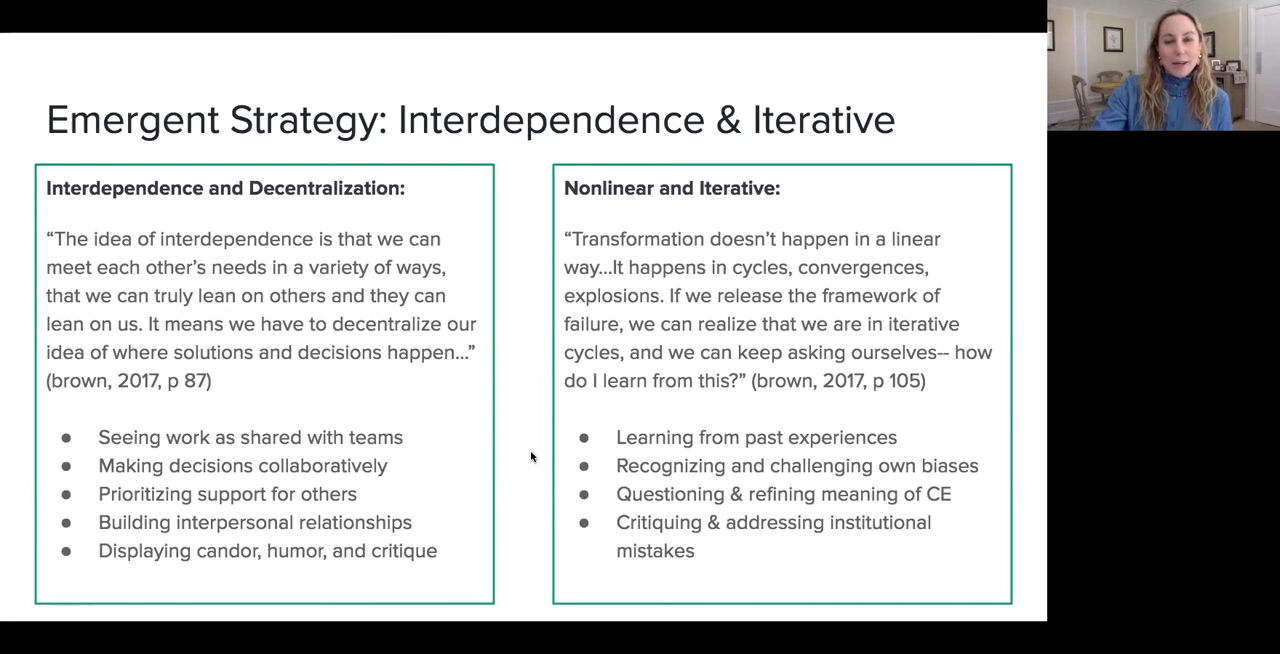 Emergent Strategy: Interdependence & Iterative
Interdependence and Decentralization:
“The idea of interdependence is that we can
meet each other’s needs in a variety of ways,
that we can truly lean on others and they can
lean on us. It means we have to decentralize our
idea of where solutions and decisions happen...”
(brown, 2017, p 87)
● Seeing work as shared with teams
● Making decisions collaboratively
● Prioritizing support for others
● Building interpersonal relationships
● Displaying candor, humor, and critique
Nonlinear and Iterative:
“Transformation doesn’t happen in a linear
way...It happens in cycles, convergences,
explosions. If we release the framework of
failure, we can realize that we are in iterative
cycles, and we can keep asking ourselves-- how
do I learn from this?” (brown, 2017, p 105)
● Learning from past experiences
● Recognizing and challenging own biases
● Questioning & refining meaning of CE
● Critiquing & addressing institutional
mistakes